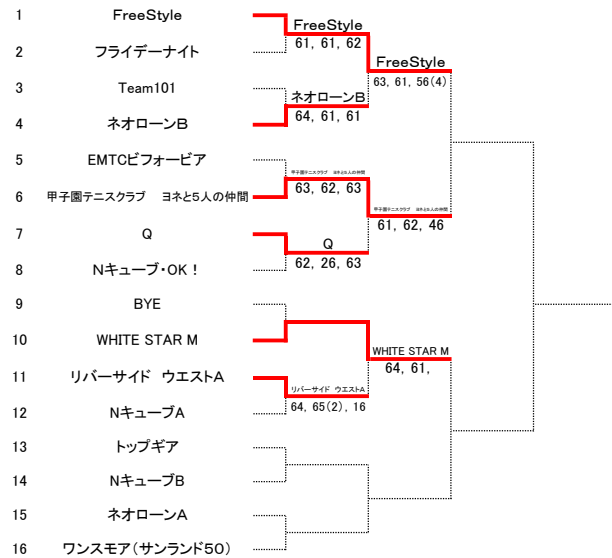 1 FreeStyle
2 フライデーナイト
3 Team101
4 ネオローンB
5 EMTCビフォービア
6 甲子園テニスクラブ　ヨネと5人の仲間
7 Q
8 Nキューブ・OK！
9 BYE
10 WHITE STAR M
11 リバーサイド　ウエストA
12 NキューブA
13 トップギア
14 NキューブB
15 ネオローンA
16 ワンスモア（サンランド50）
FreeStyle
61, 61, 62
ネオローンB
64, 61, 61
甲子園テニスクラブ　ヨネと5人の仲間
63, 62, 63
Q
62, 26, 63
リバーサイド　ウエストA
64, 65(2), 16
FreeStyle
63, 61, 56(4)
甲子園テニスクラブ　ヨネと5人の仲間
61, 62, 46
WHITE STAR M
64, 61,